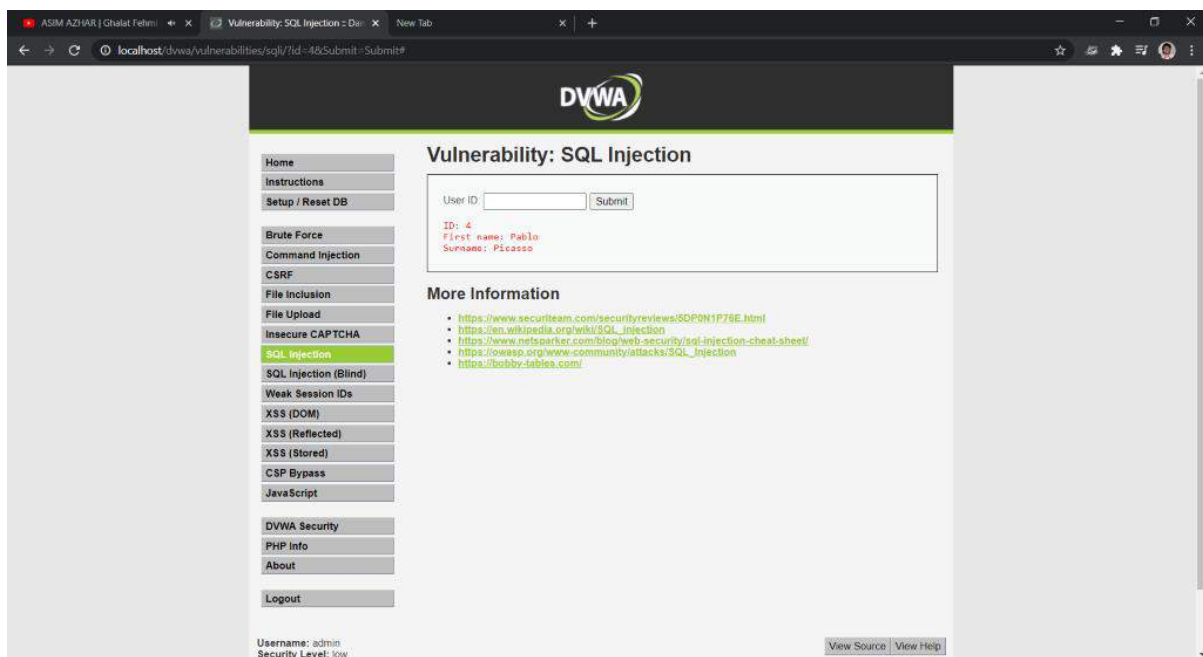 ASIM AZHAR | Ghalat Fehmi
Vulnerability: SQL Injection :: Dam
New Tab
localhost/dvwa/vulnerabilities/sqli/?id=4&Submit=Submit#
DVWA
Home
Instructions
Setup / Reset DB
Brute Force
Command Injection
CSRF
File Inclusion
File Upload
Insecure CAPTCHA
SQL Injection
SQL Injection (Blind)
Weak Session IDs
XSS (DOM)
XSS (Reflected)
XSS (Stored)
CSP Bypass
JavaScript
DVWA Security
PHP Info
About
Logout
Vulnerability: SQL Injection
User ID: Submit
ID: 4
First name: Pablo
Surname: Picasso
More Information
https://www.securiteam.com/securityreviews/5DP0N1P76E.html
https://en.wikipedia.org/wiki/SQL_injection
https://www.netsparker.com/blog/web-security/sql-injection-cheat-sheet/
https://owasp.org/www-community/attacks/SQL_Injection
https://bobby-tables.com/
Username: admin
Security Level: low
View Source View Help